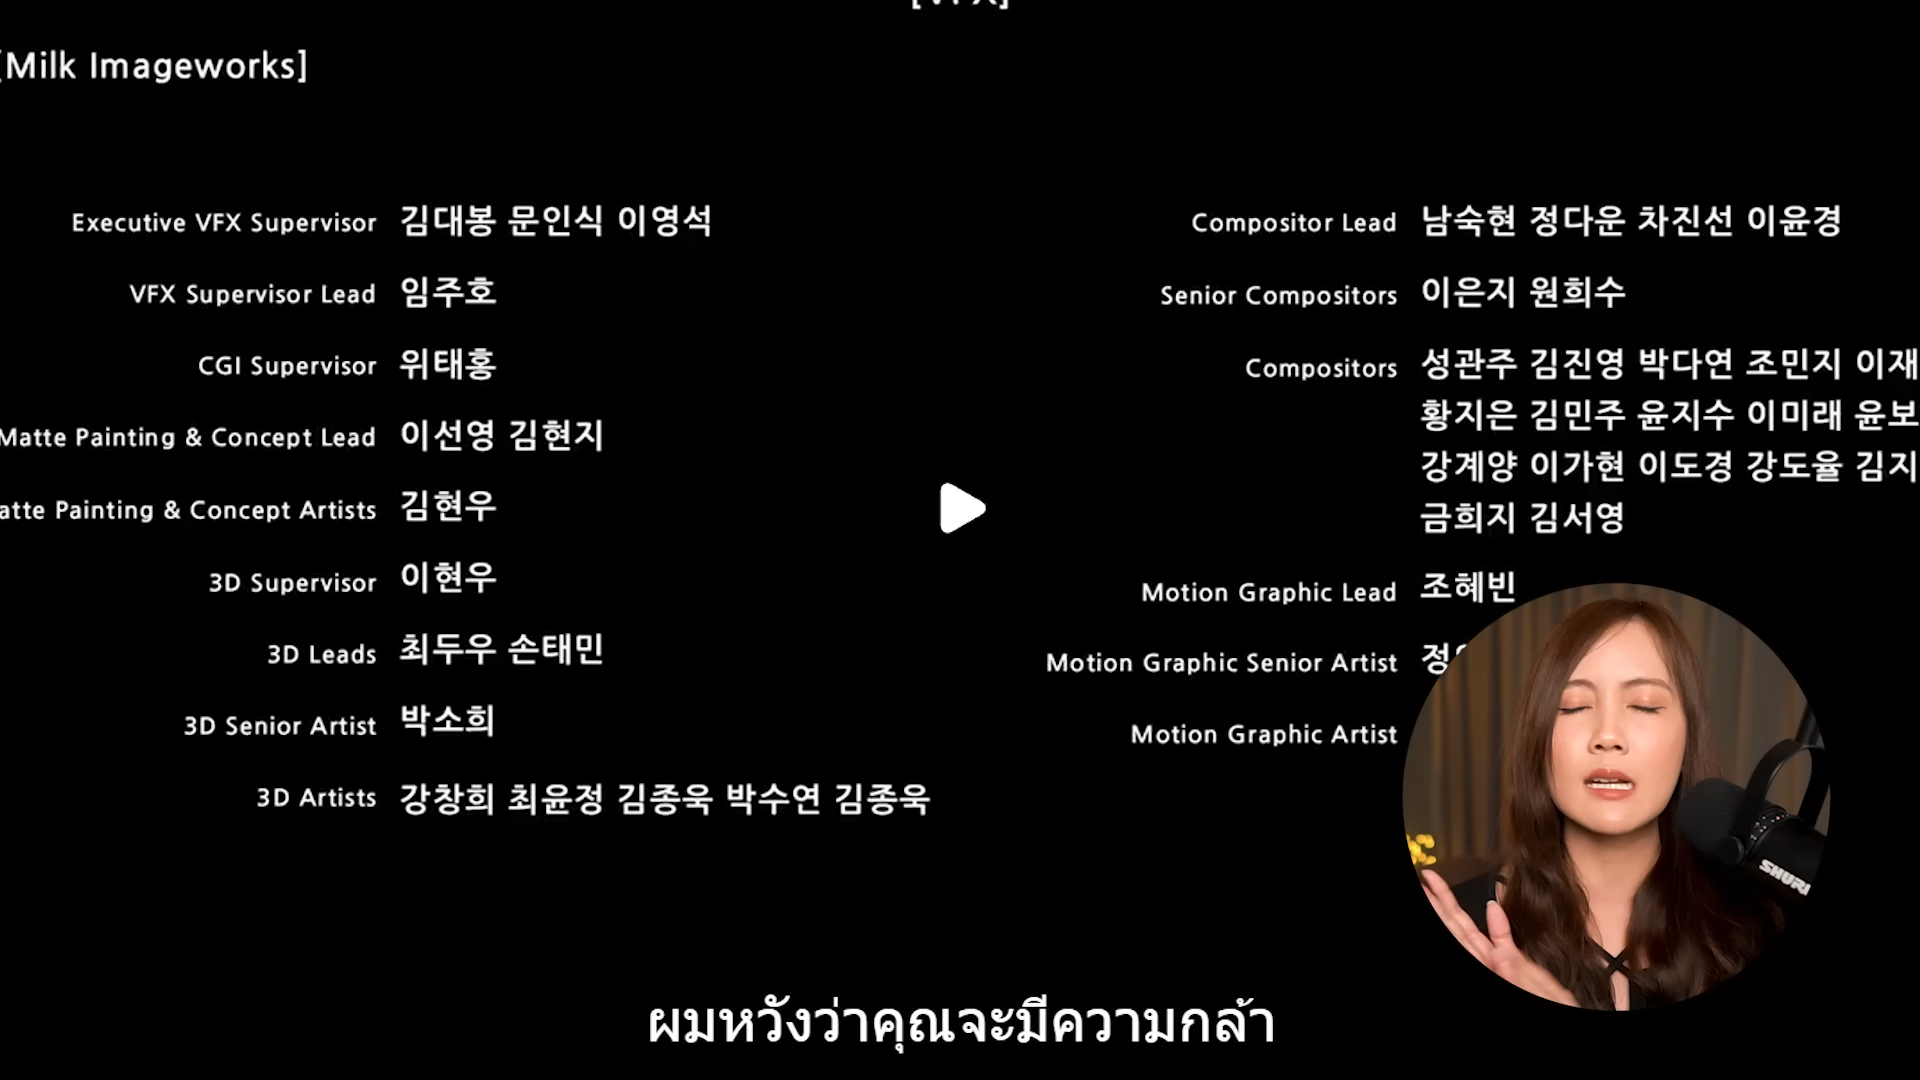 [VFX]
[Milk Imageworks]
Executive VFX Supervisor 김대봉 문인식 이영석
VFX Supervisor Lead 임주호
CGI Supervisor 위태홍
Matte Painting & Concept Lead 이선영 김현지
atte Painting & Concept Artists 김현우
3D Supervisor 이현우
3D Leads 최두우 손태민
3D Senior Artist 박소희
3D Artists 강창희 최윤정 김종욱 박수연 김종욱
Compositor Lead 남숙현 정다운 차진선 이윤경
Senior Compositors 이은지 원희수
Compositors 성관주 김진영 박다연 조민지 이재
황지은 김민주 윤지수 이미래 윤보
강계양 이가현 이도경 강도율 김지
금희지 김서영
Motion Graphic Lead 조혜빈
Motion Graphic Senior Artist 정
Motion Graphic Artist
SHURE
ผมหวังว่าคุณจะมีความกล้า